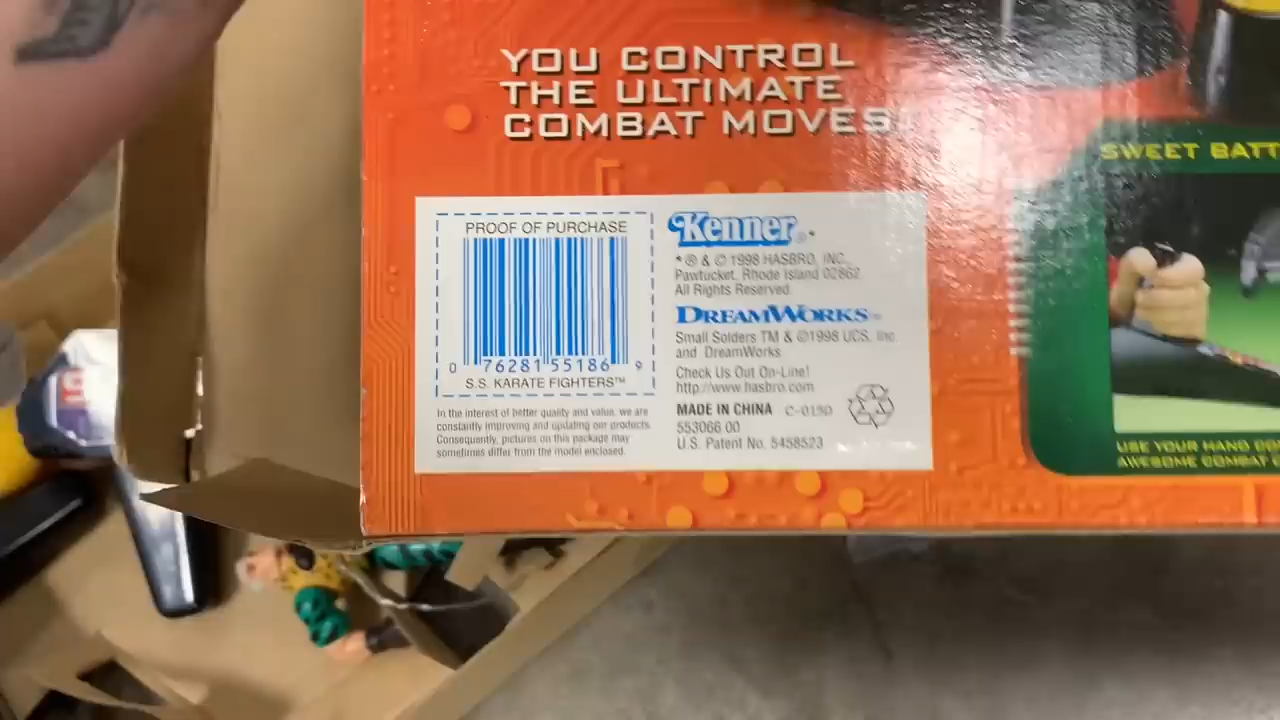 YOU CONTROL
THE ULTIMATE
COMBAT MOVES!
SWEET BATT
PROOF OF PURCHASE
0 76281 55186 9
S.S. KARATE FIGHTERS™
In the interest of better quality and value, we are
constantly improving and updating our products.
Consequently, pictures on this package may
sometimes differ from the model enclosed.
Kenner®*
*® & © 1998 HASBRO, INC.,
Pawtucket, Rhode Island 02862.
All Rights Reserved.
DREAMWORKS™
Small Solders TM & ©1998 UCS, Inc.
and DreamWorks
Check Us Out On-Line!
http://www.hasbro.com
MADE IN CHINA C-015D
553066.00
U.S. Patent No. 5458523
USE YOUR HAND CO
AWESOME COMBAT